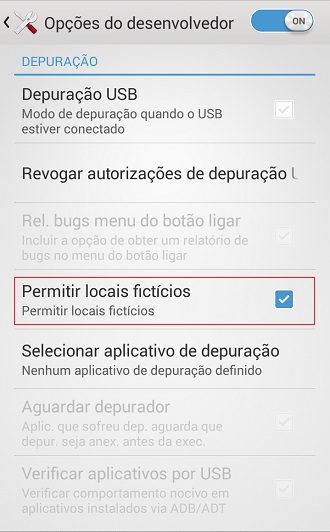 Opções do desenvolvedor
ON
DEPURAÇÃO
Depuração USB
Modo de depuração quando o USB
estiver conectado
Revogar autorizações de depuração
Rel. bugs menu do botão ligar
Incluir a opção de obter um relatório de
bugs no menu do botão ligar
Permitir locais fictícios
Permitir locais fictícios
Selecionar aplicativo de depuração
Nenhum aplicativo de depuração definido
Aguardar depurador
Aplic. que sofreu dep. aguarda que
depur. seja anex. antes da exec.
Verificar aplicativos por USB
Verificar comportamento nocivo em
aplicativos instalados via ADB/ADT